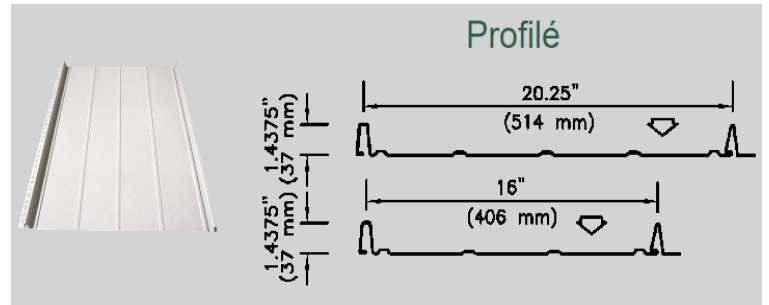 Profilé
20.25"
(514 mm)
1.4375"
(37 mm)
16"
(406 mm)
1.4375"
(37 mm)